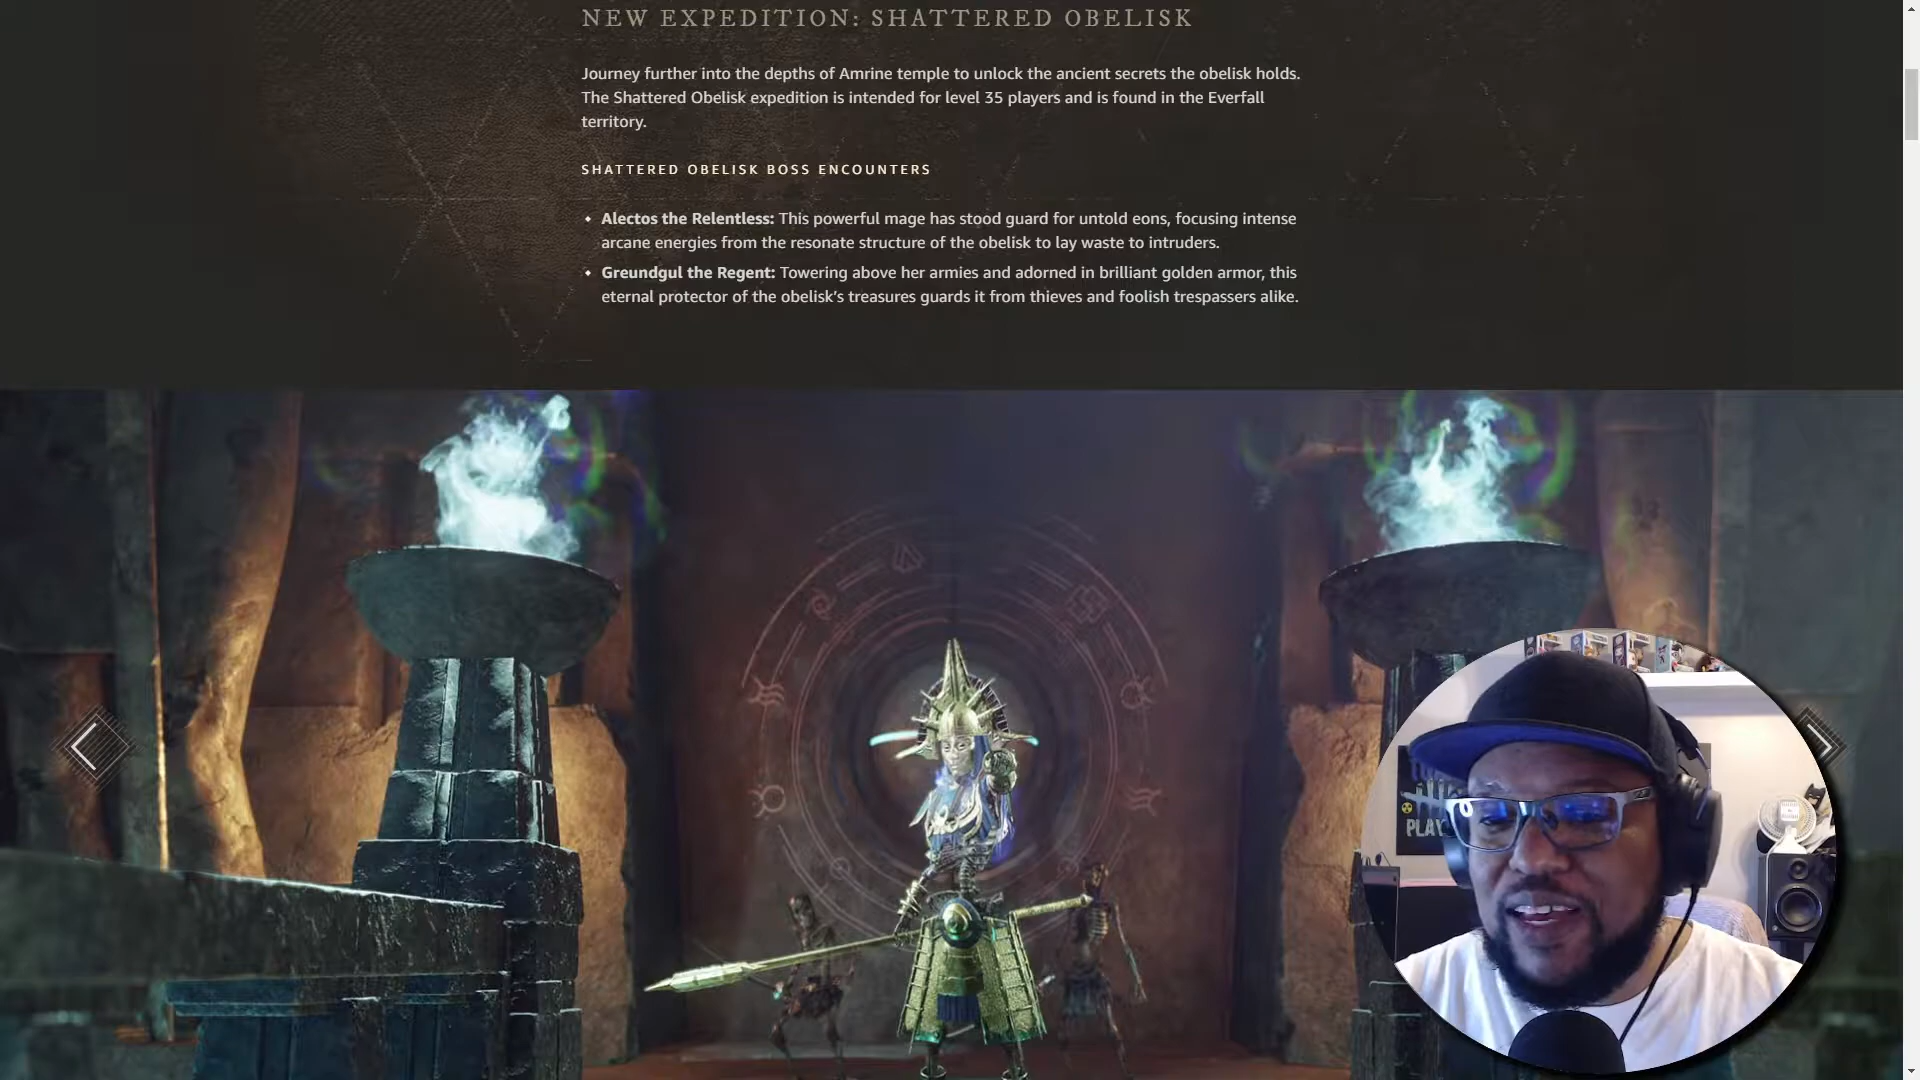 NEW EXPEDITION: SHATTERED OBELISK
Journey further into the depths of Amrine temple to unlock the ancient secrets the obelisk holds.
The Shattered Obelisk expedition is intended for level 35 players and is found in the Everfall
territory.
SHATTERED OBELISK BOSS ENCOUNTERS
Alectos the Relentless: This powerful mage has stood guard for untold eons, focusing intense
arcane energies from the resonate structure of the obelisk to lay waste to intruders.
Greundgul the Regent: Towering above her armies and adorned in brilliant golden armor, this
eternal protector of the obelisk’s treasures guards it from thieves and foolish trespassers alike.
PLAY